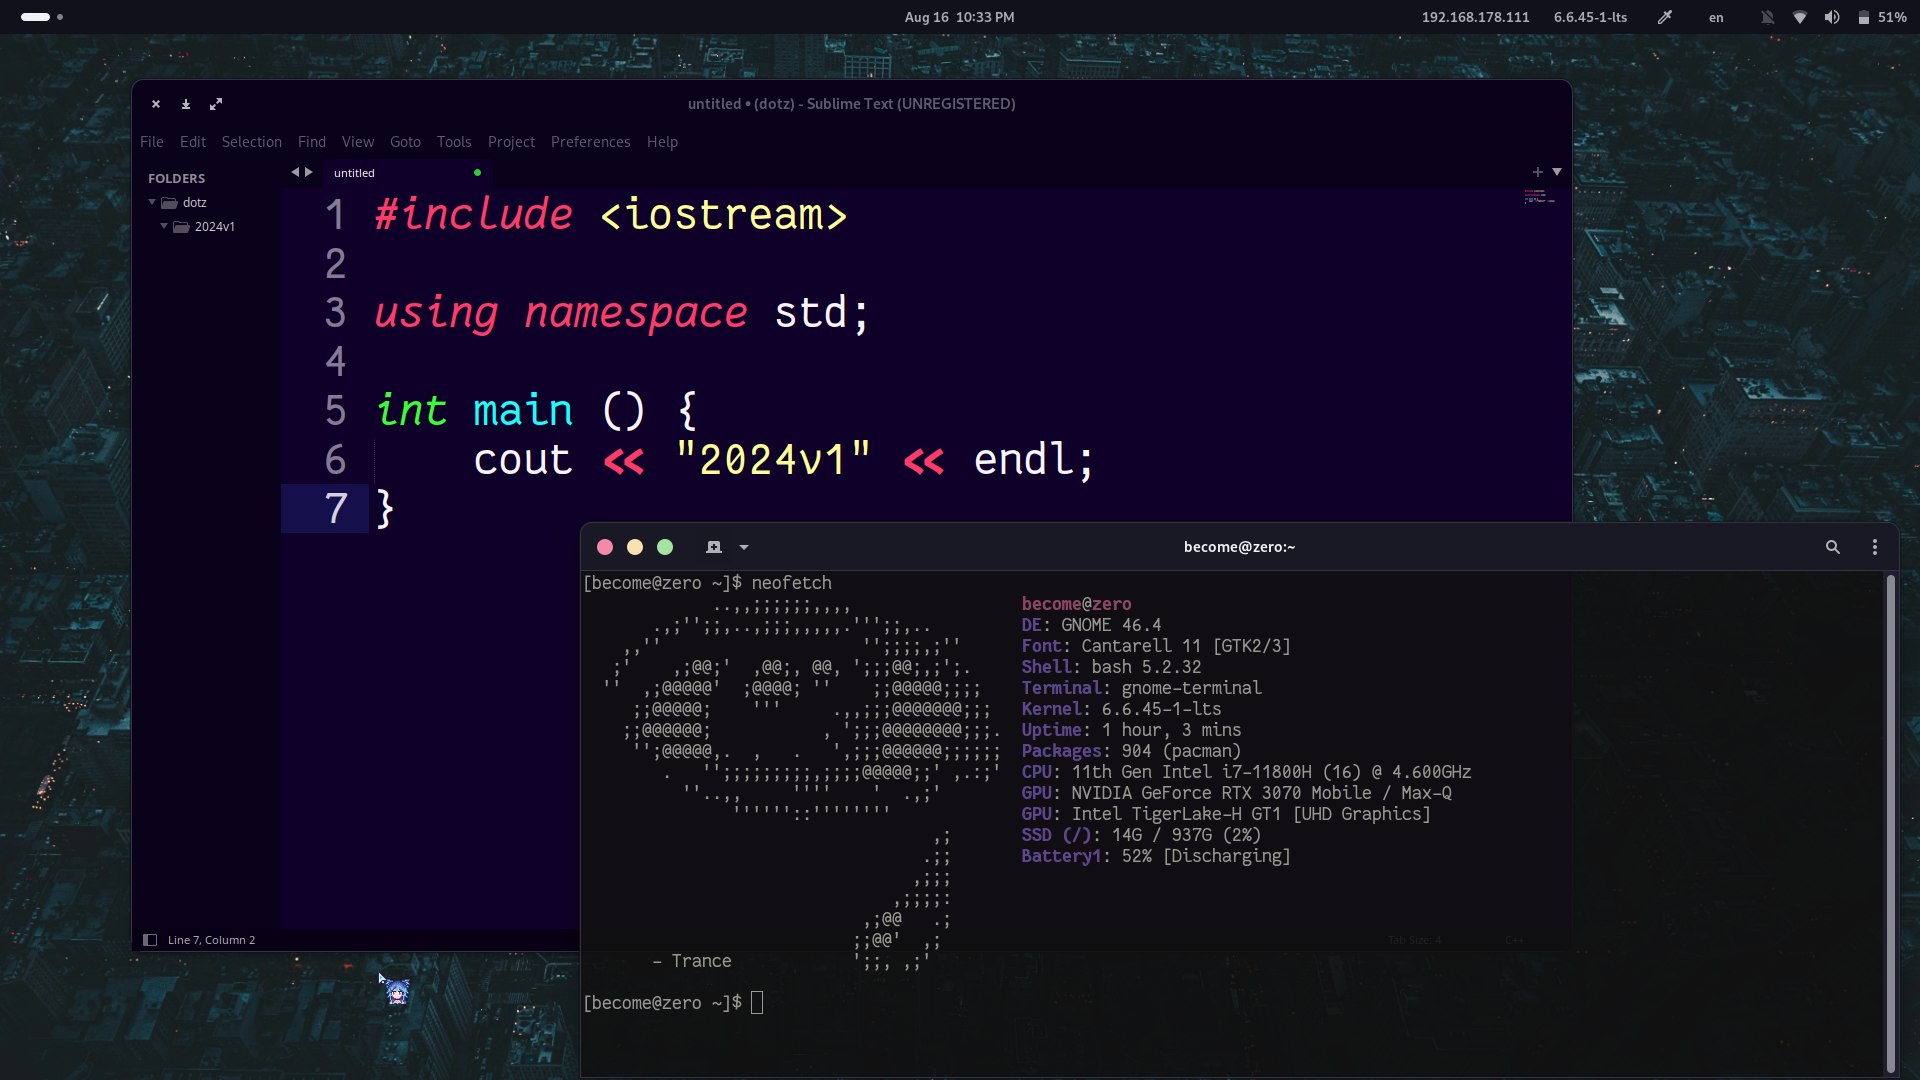 Aug 16 10:33 PM
192.168.178.111 6.6.45-1-lts en 51%
untitled • (dotz) - Sublime Text (UNREGISTERED)
File Edit Selection Find View Goto Tools Project Preferences Help
FOLDERS
dotz
2024v1
untitled
1 #include <iostream>
2
3 using namespace std;
4
5 int main () {
6 cout << "2024v1" << endl;
7 }
Line 7, Column 2
Tab Size: 4
C++
become@zero:~
[become@zero ~]$ neofetch
become@zero
DE: GNOME 46.4
Font: Cantarell 11 [GTK2/3]
Shell: bash 5.2.32
Terminal: gnome-terminal
Kernel: 6.6.45-1-lts
Uptime: 1 hour, 3 mins
Packages: 904 (pacman)
CPU: 11th Gen Intel i7-11800H (16) @ 4.600GHz
GPU: NVIDIA GeForce RTX 3070 Mobile / Max-Q
GPU: Intel TigerLake-H GT1 [UHD Graphics]
SSD (/): 14G / 937G (2%)
Battery1: 52% [Discharging]
- Trance
[become@zero ~]$